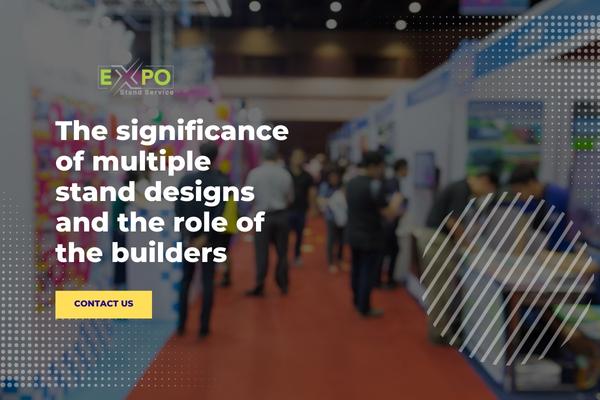 EXPO
Stand Service
The significance
of multiple
stand designs
and the role of
the builders
CONTACT US